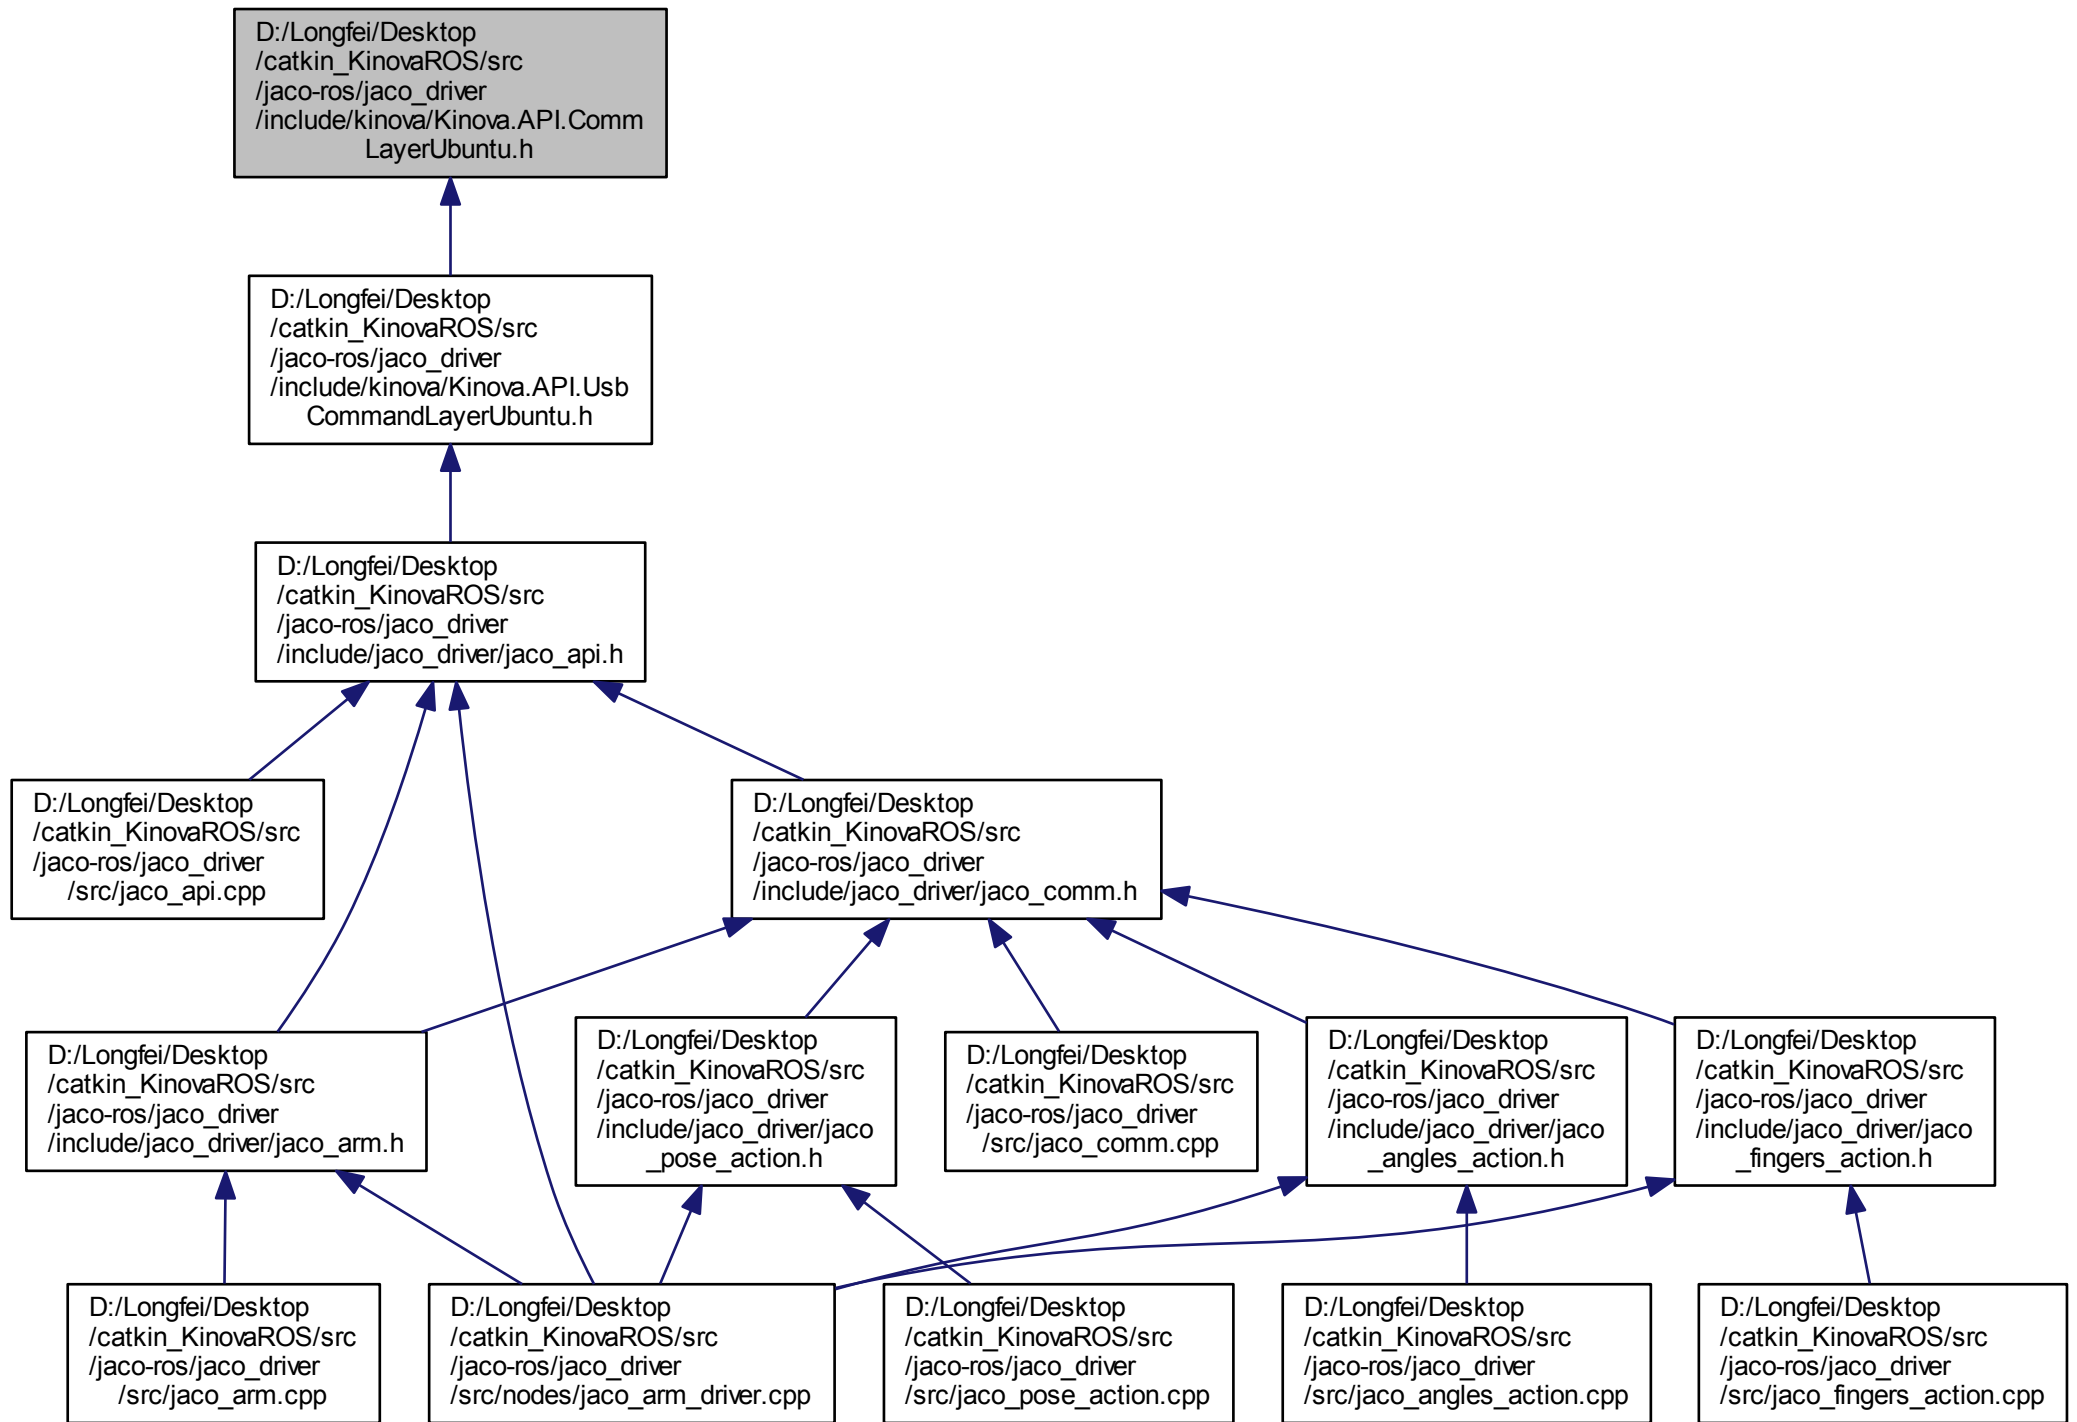 D:/Longfei/Desktop
/catkin_KinovaROS/src
/jaco-ros/jaco_driver
/include/kinova/Kinova.API.Comm
LayerUbuntu.h
D:/Longfei/Desktop
/catkin_KinovaROS/src
/jaco-ros/jaco_driver
/include/kinova/Kinova.API.Usb
CommandLayerUbuntu.h
D:/Longfei/Desktop
/catkin_KinovaROS/src
/jaco-ros/jaco_driver
/include/jaco_driver/jaco_api.h
D:/Longfei/Desktop
/catkin_KinovaROS/src
/jaco-ros/jaco_driver
/src/jaco_api.cpp
D:/Longfei/Desktop
/catkin_KinovaROS/src
/jaco-ros/jaco_driver
/include/jaco_driver/jaco_comm.h
D:/Longfei/Desktop
/catkin_KinovaROS/src
/jaco-ros/jaco_driver
/include/jaco_driver/jaco_arm.h
D:/Longfei/Desktop
/catkin_KinovaROS/src
/jaco-ros/jaco_driver
/include/jaco_driver/jaco
_pose_action.h
D:/Longfei/Desktop
/catkin_KinovaROS/src
/jaco-ros/jaco_driver
/src/jaco_comm.cpp
D:/Longfei/Desktop
/catkin_KinovaROS/src
/jaco-ros/jaco_driver
/include/jaco_driver/jaco
_angles_action.h
D:/Longfei/Desktop
/catkin_KinovaROS/src
/jaco-ros/jaco_driver
/include/jaco_driver/jaco
_fingers_action.h
D:/Longfei/Desktop
/catkin_KinovaROS/src
/jaco-ros/jaco_driver
/src/jaco_arm.cpp
D:/Longfei/Desktop
/catkin_KinovaROS/src
/jaco-ros/jaco_driver
/src/nodes/jaco_arm_driver.cpp
D:/Longfei/Desktop
/catkin_KinovaROS/src
/jaco-ros/jaco_driver
/src/jaco_pose_action.cpp
D:/Longfei/Desktop
/catkin_KinovaROS/src
/jaco-ros/jaco_driver
/src/jaco_angles_action.cpp
D:/Longfei/Desktop
/catkin_KinovaROS/src
/jaco-ros/jaco_driver
/src/jaco_fingers_action.cpp